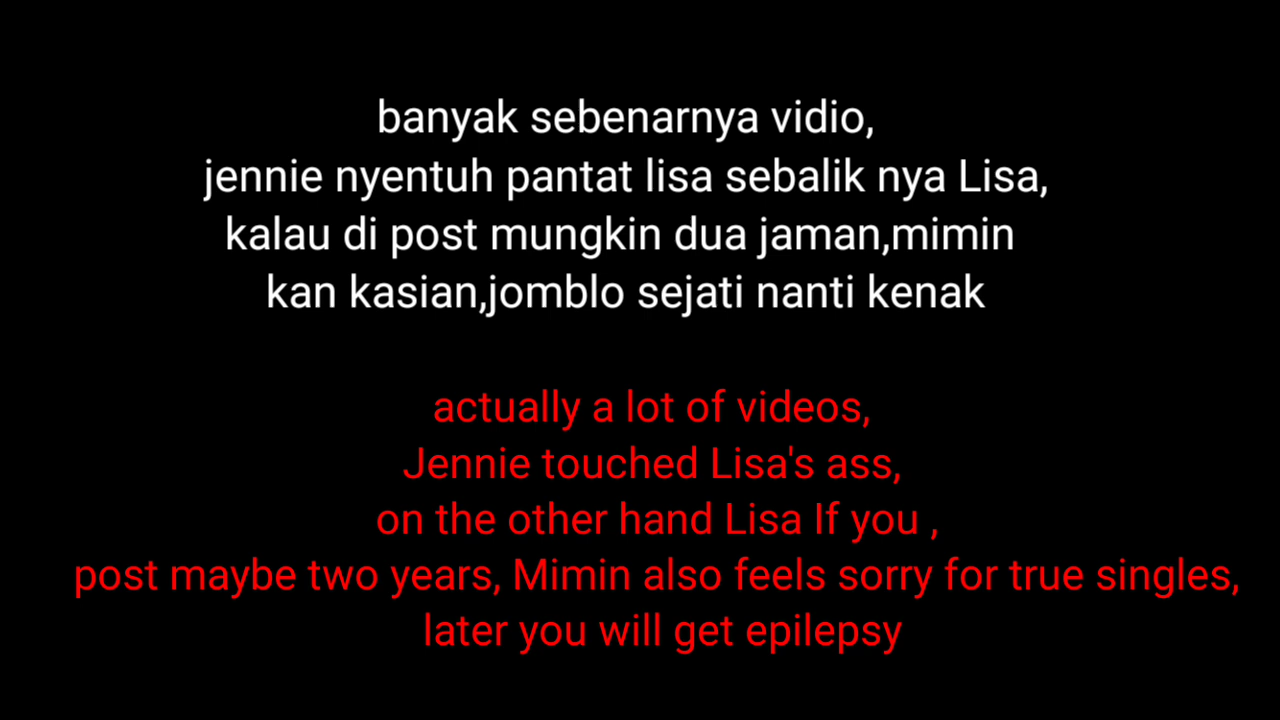 banyak sebenarnya vidio,
jennie nyentuh pantat lisa sebalik nya Lisa,
kalau di post mungkin dua jaman,mimin
kan kasian,jomblo sejati nanti kenak
actually a lot of videos,
Jennie touched Lisa's ass,
on the other hand Lisa If you ,
post maybe two years, Mimin also feels sorry for true singles,
later you will get epilepsy